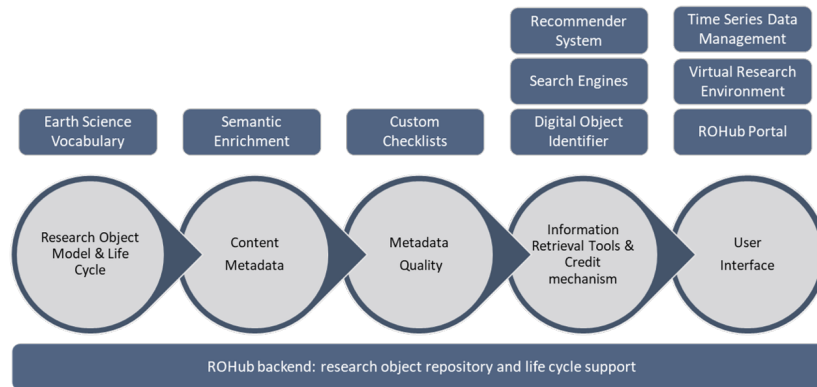 Recommender
System
Time Series Data
Management
Search Engines
Virtual Research
Environment
Earth Science
Vocabulary
Semantic
Enrichment
Custom
Checklists
Digital Object
Identifier
ROHub Portal
Research Object
Model & Life
Cycle
Content
Metadata
Metadata
Quality
Information
Retrieval Tools &
Credit
mechanism
User
Interface
ROHub backend: research object repository and life cycle support